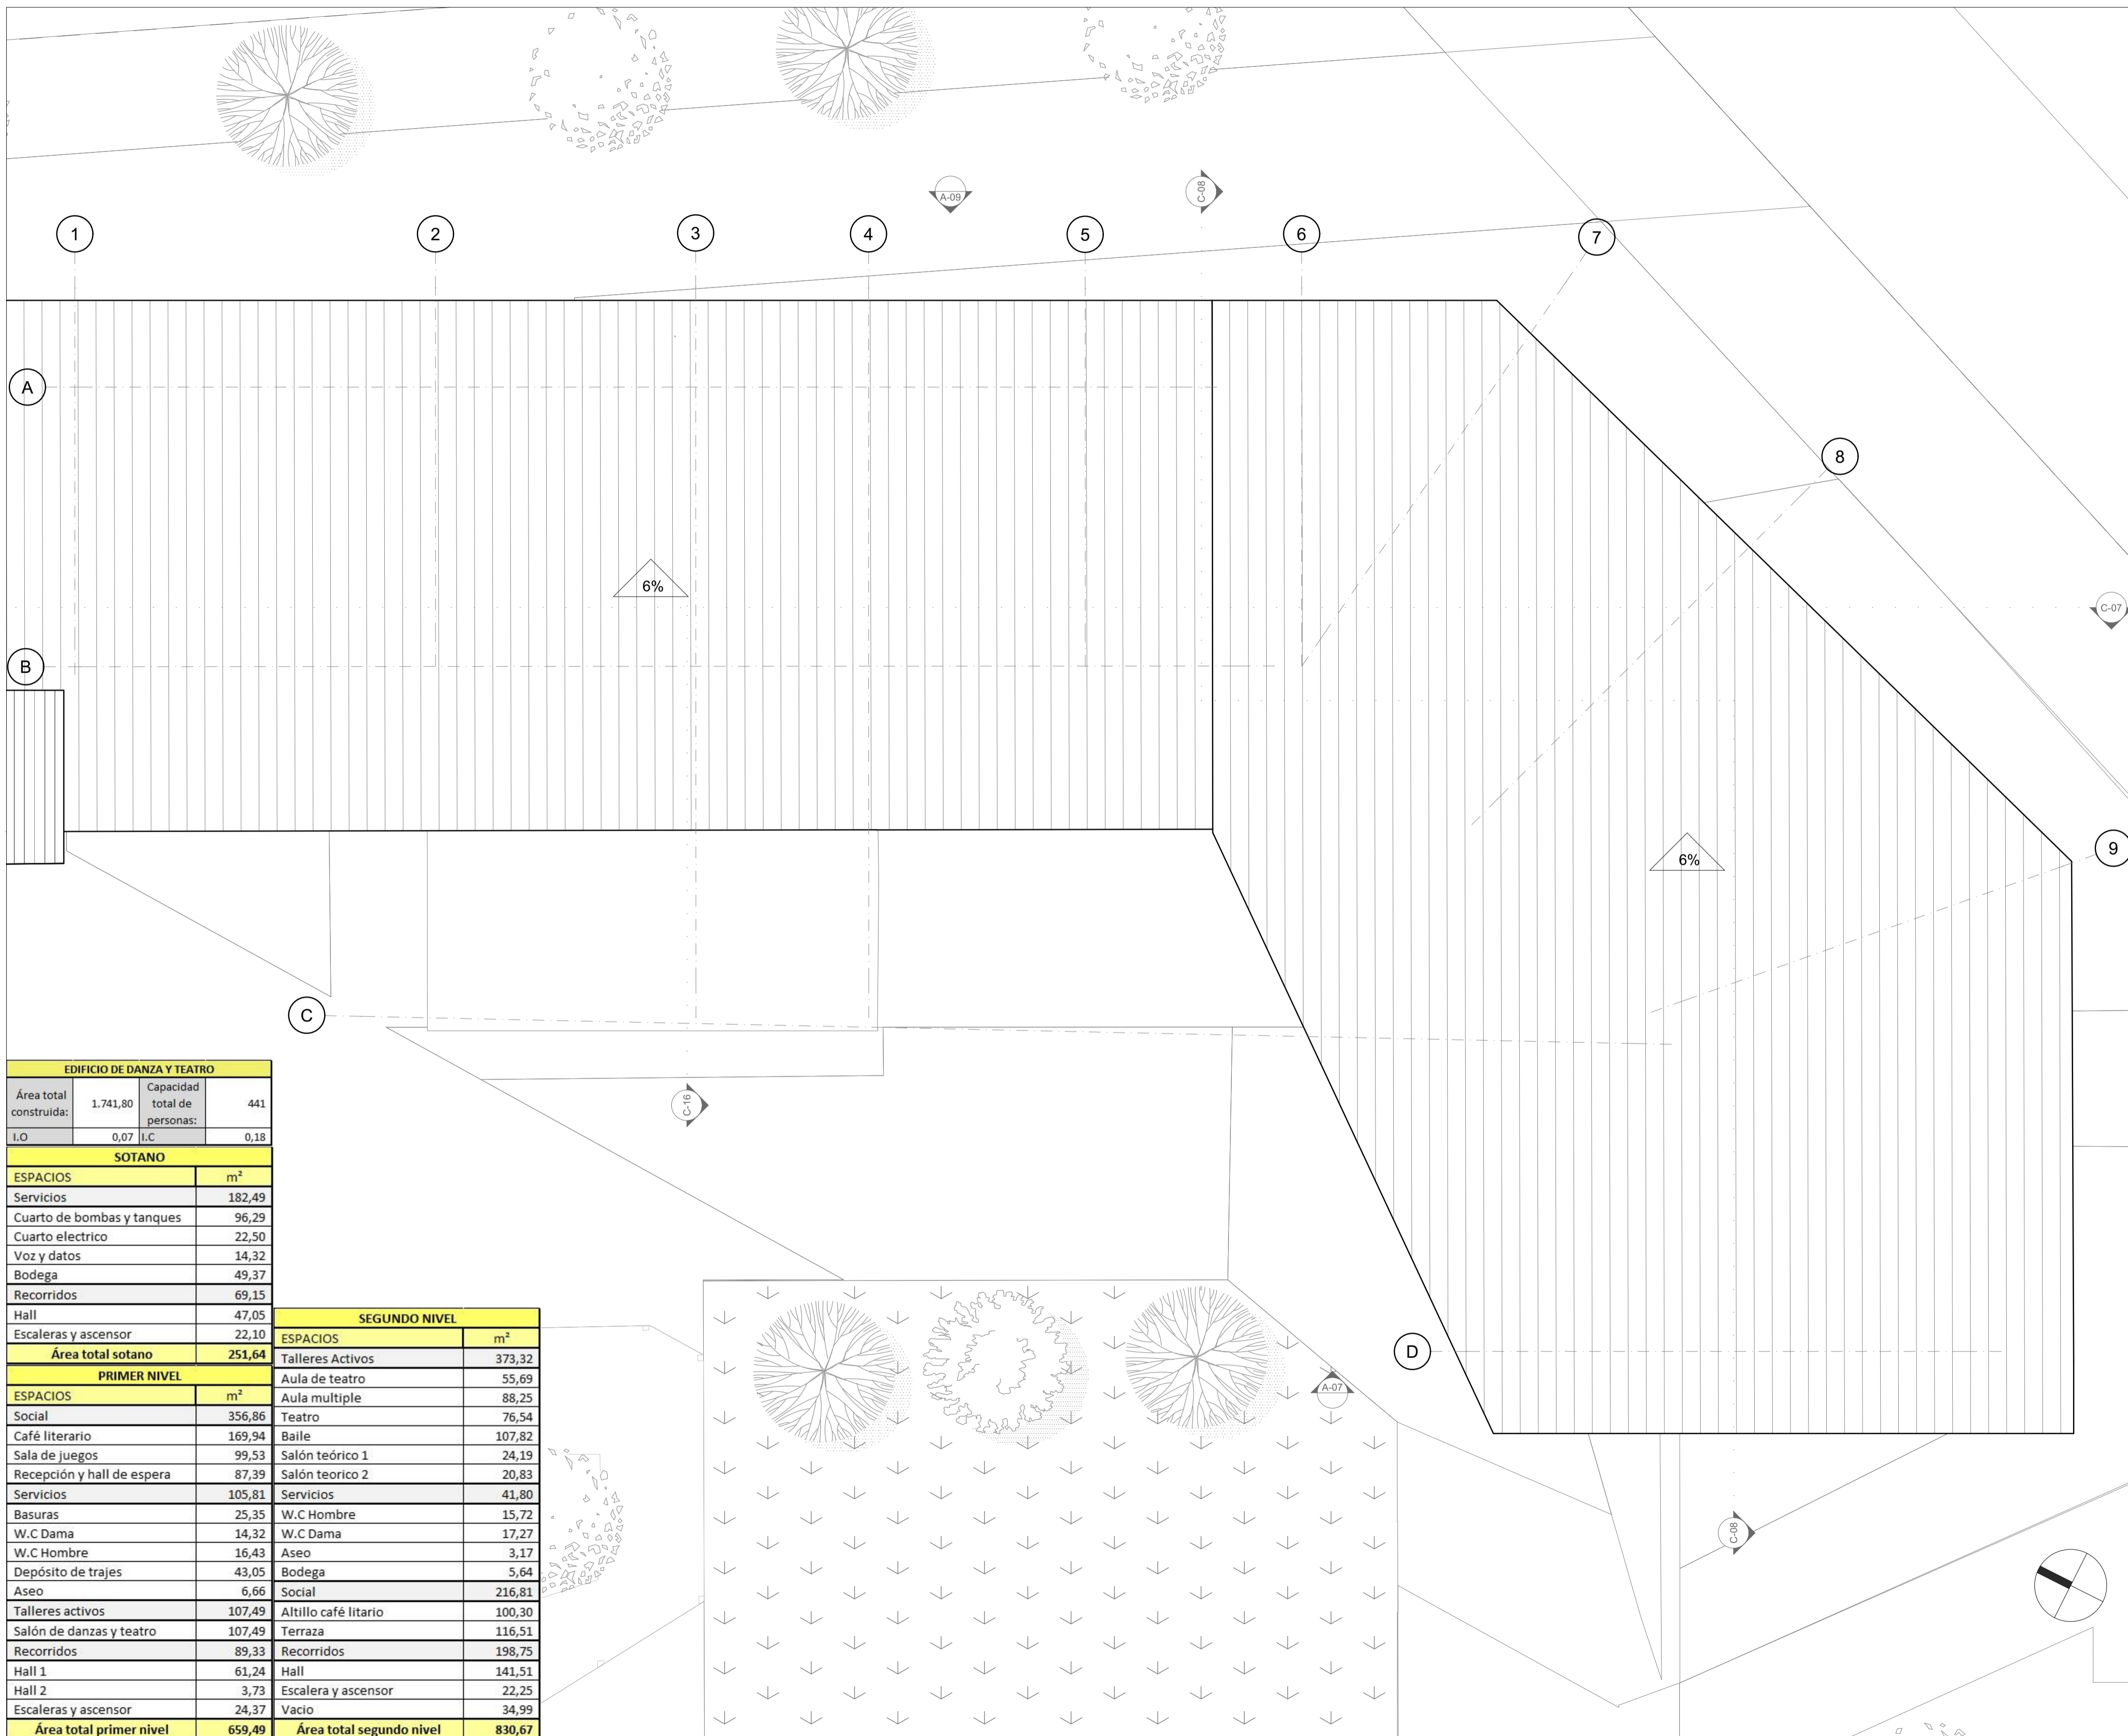 A-09
C-08
1
2
3
4
5
6
7
A
8
6%
C-07
B
6%
9
C
C-16
D
A-07
C-08
EDIFICIO DE DANZA Y TEATRO
Área total construida: 1.741,80 Capacidad total de personas: 441
I.O 0,07 I.C 0,18
SOTANO
ESPACIOS m²
Servicios 182,49
Cuarto de bombas y tanques 96,29
Cuarto electrico 22,50
Voz y datos 14,32
Bodega 49,37
Recorridos 69,15
Hall 47,05
Escaleras y ascensor 22,10
Área total sotano 251,64
PRIMER NIVEL
ESPACIOS m²
Social 356,86
Café literario 169,94
Sala de juegos 99,53
Recepción y hall de espera 87,39
Servicios 105,81
Basuras 25,35
W.C Dama 14,32
W.C Hombre 16,43
Depósito de trajes 43,05
Aseo 6,66
Talleres activos 107,49
Salón de danzas y teatro 107,49
Recorridos 89,33
Hall 1 61,24
Hall 2 3,73
Escaleras y ascensor 24,37
Área total primer nivel 659,49
SEGUNDO NIVEL
ESPACIOS m²
Talleres Activos 373,32
Aula de teatro 55,69
Aula multiple 88,25
Teatro 76,54
Baile 107,82
Salón teórico 1 24,19
Salón teorico 2 20,83
Servicios 41,80
W.C Hombre 15,72
W.C Dama 17,27
Aseo 3,17
Bodega 5,64
Social 216,81
Altillo café litario 100,30
Terraza 116,51
Recorridos 198,75
Hall 141,51
Escalera y ascensor 22,25
Vacio 34,99
Área total segundo nivel 830,67